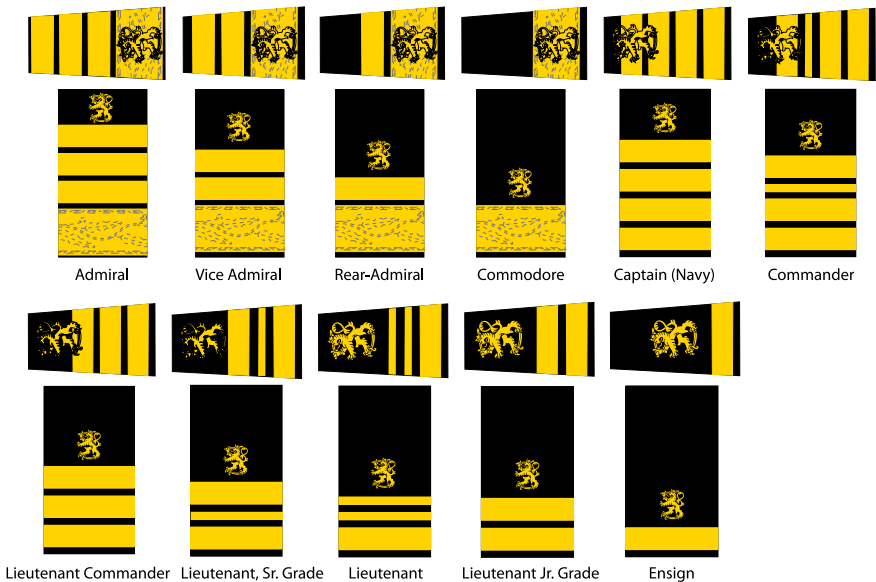 Admiral
Vice Admiral
Rear-Admiral
Commodore
Captain (Navy)
Commander
Lieutenant Commander
Lieutenant, Sr. Grade
Lieutenant
Lieutenant Jr. Grade
Ensign